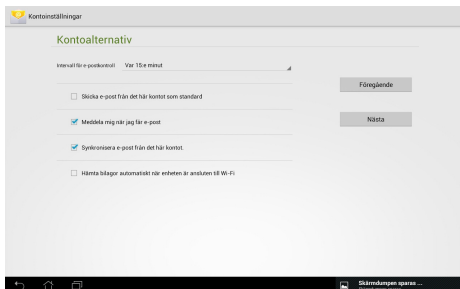 Kontoinställningar
Kontoalternativ
Intervall för e-postkontroll Var 15:e minut
Föregående
Skicka e-post från det här kontot som standard
Meddela mig när jag får e-post
Nästa
Synkronisera e-post från det här kontot.
Hämta bilagor automatiskt när enheten är ansluten till Wi-Fi
Skärmdumpen sparas ...